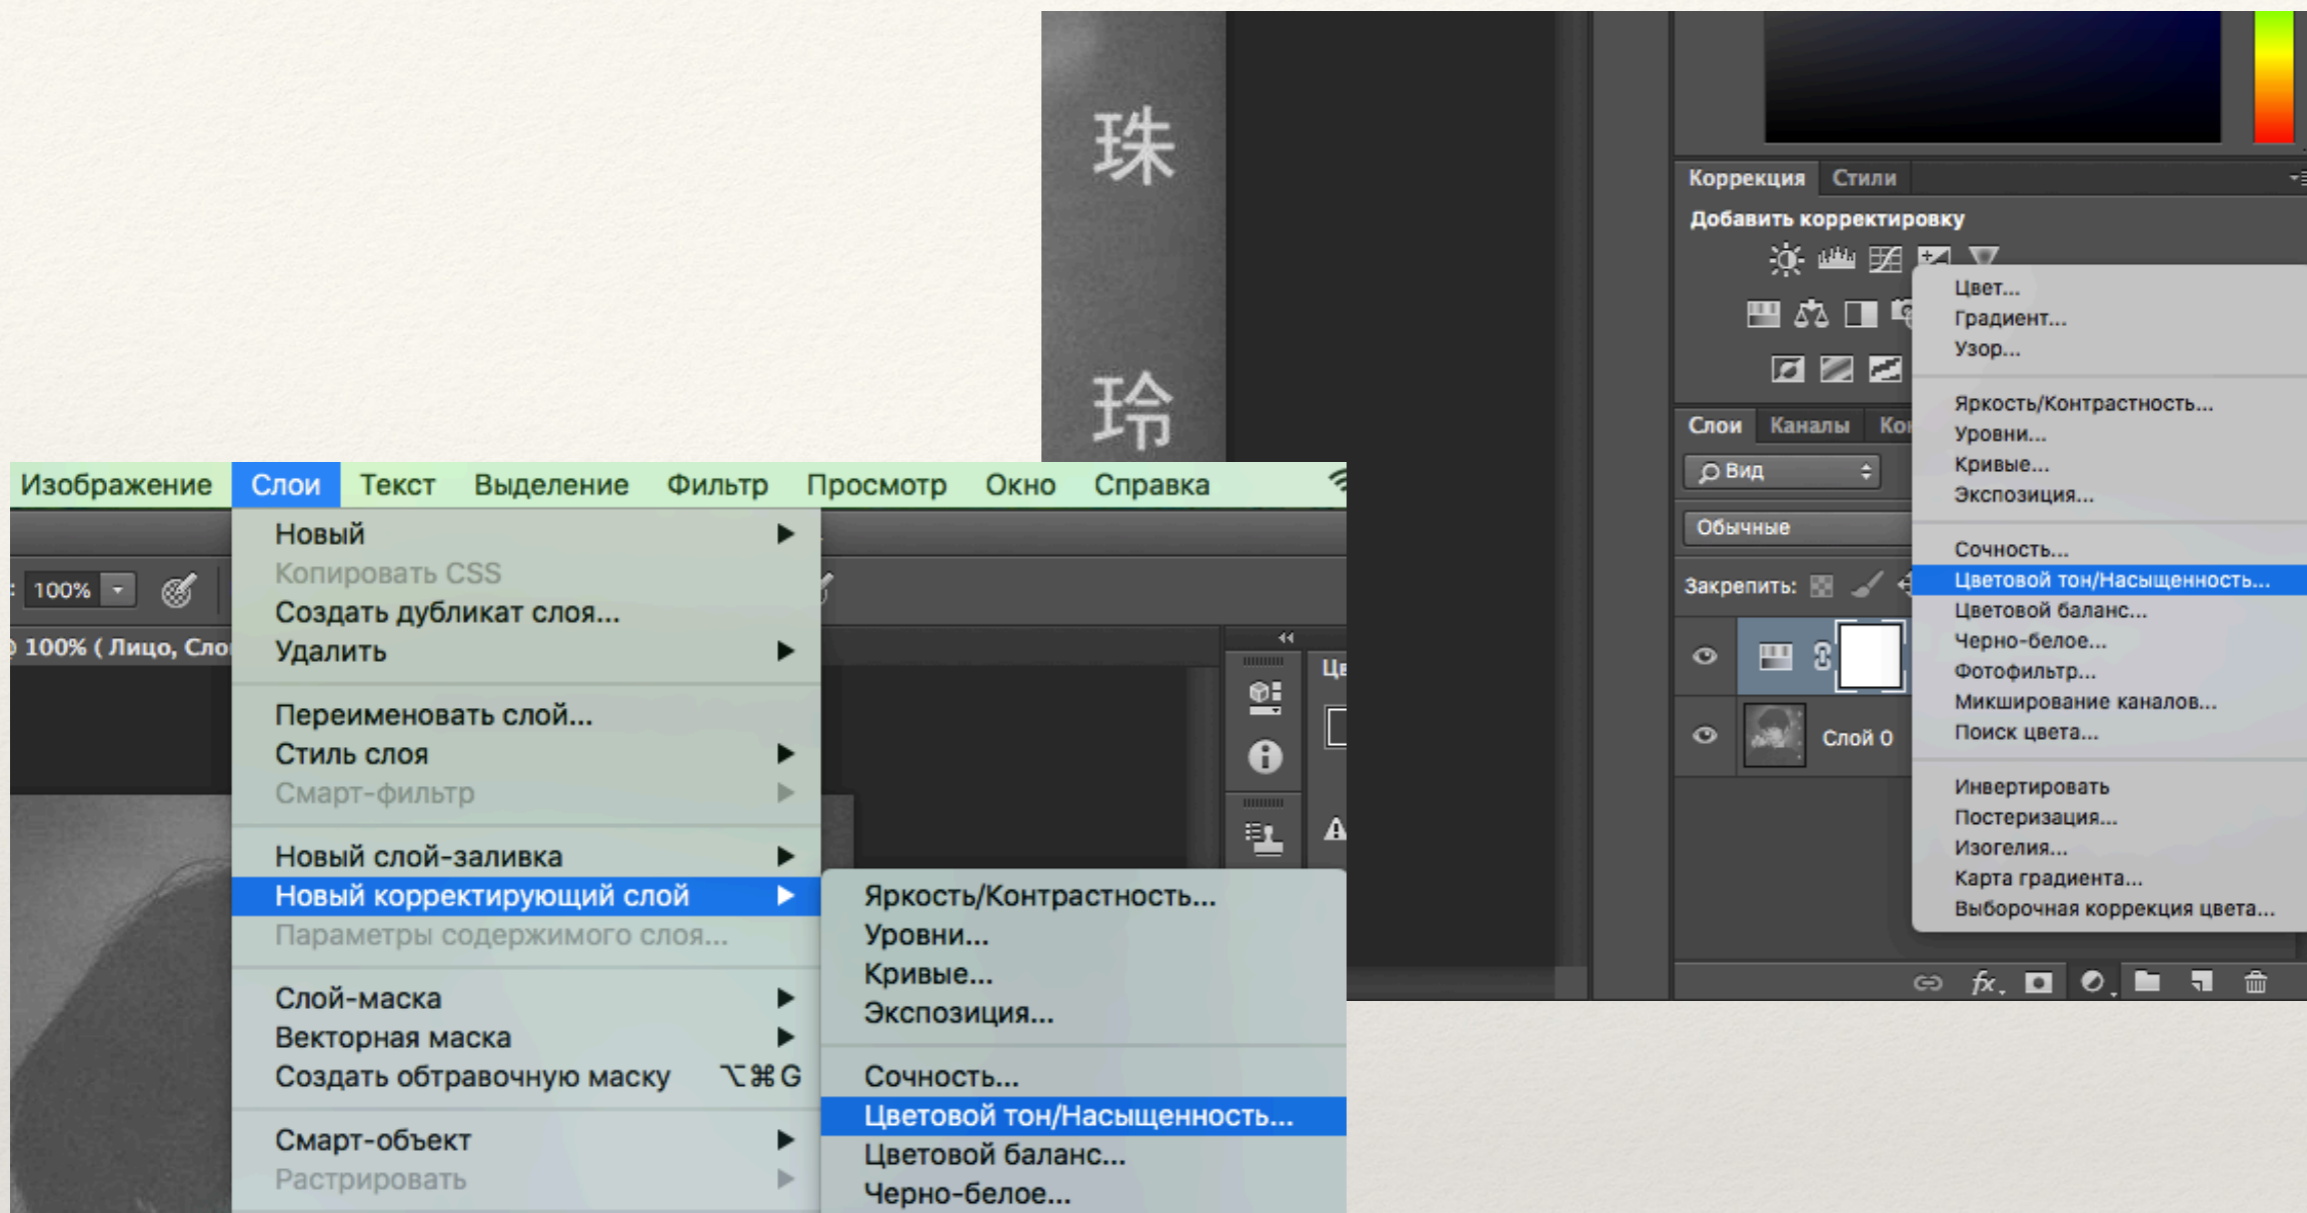 珠
玲
Коррекция Стили
Добавить корректировку
Цвет...
Градиент...
Узор...
Яркость/Контрастность...
Уровни...
Кривые...
Экспозиция...
Сочность...
Цветовой тон/Насыщенность...
Цветовой баланс...
Черно-белое...
Фотофильтр...
Микширование каналов...
Поиск цвета...
Инвертировать
Постеризация...
Изогелия...
Карта градиента...
Выборочная коррекция цвета...
Слои Каналы
Вид
Обычные
Закрепить:
Слой 0
fx
Изображение Слои Текст Выделение Фильтр Просмотр Окно Справка
100%
100% ( Лицо,
Новый
Копировать CSS
Создать дубликат слоя...
Удалить
Переименовать слой...
Стиль слоя
Смарт-фильтр
Новый слой-заливка
Новый корректирующий слой
Параметры содержимого слоя...
Слой-маска
Векторная маска
Создать обтравочную маску ⌥⌘G
Смарт-объект
Растрировать
Яркость/Контрастность...
Уровни...
Кривые...
Экспозиция...
Сочность...
Цветовой тон/Насыщенность...
Цветовой баланс...
Черно-белое...